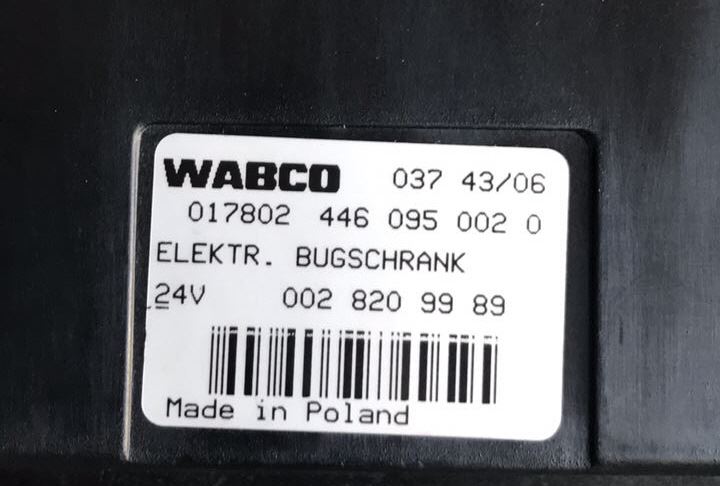 WABCO 037 43/06
017802 446 095 002 0
ELEKTR. BUGSCHRANK
24V 002 820 99 89
Made in Poland